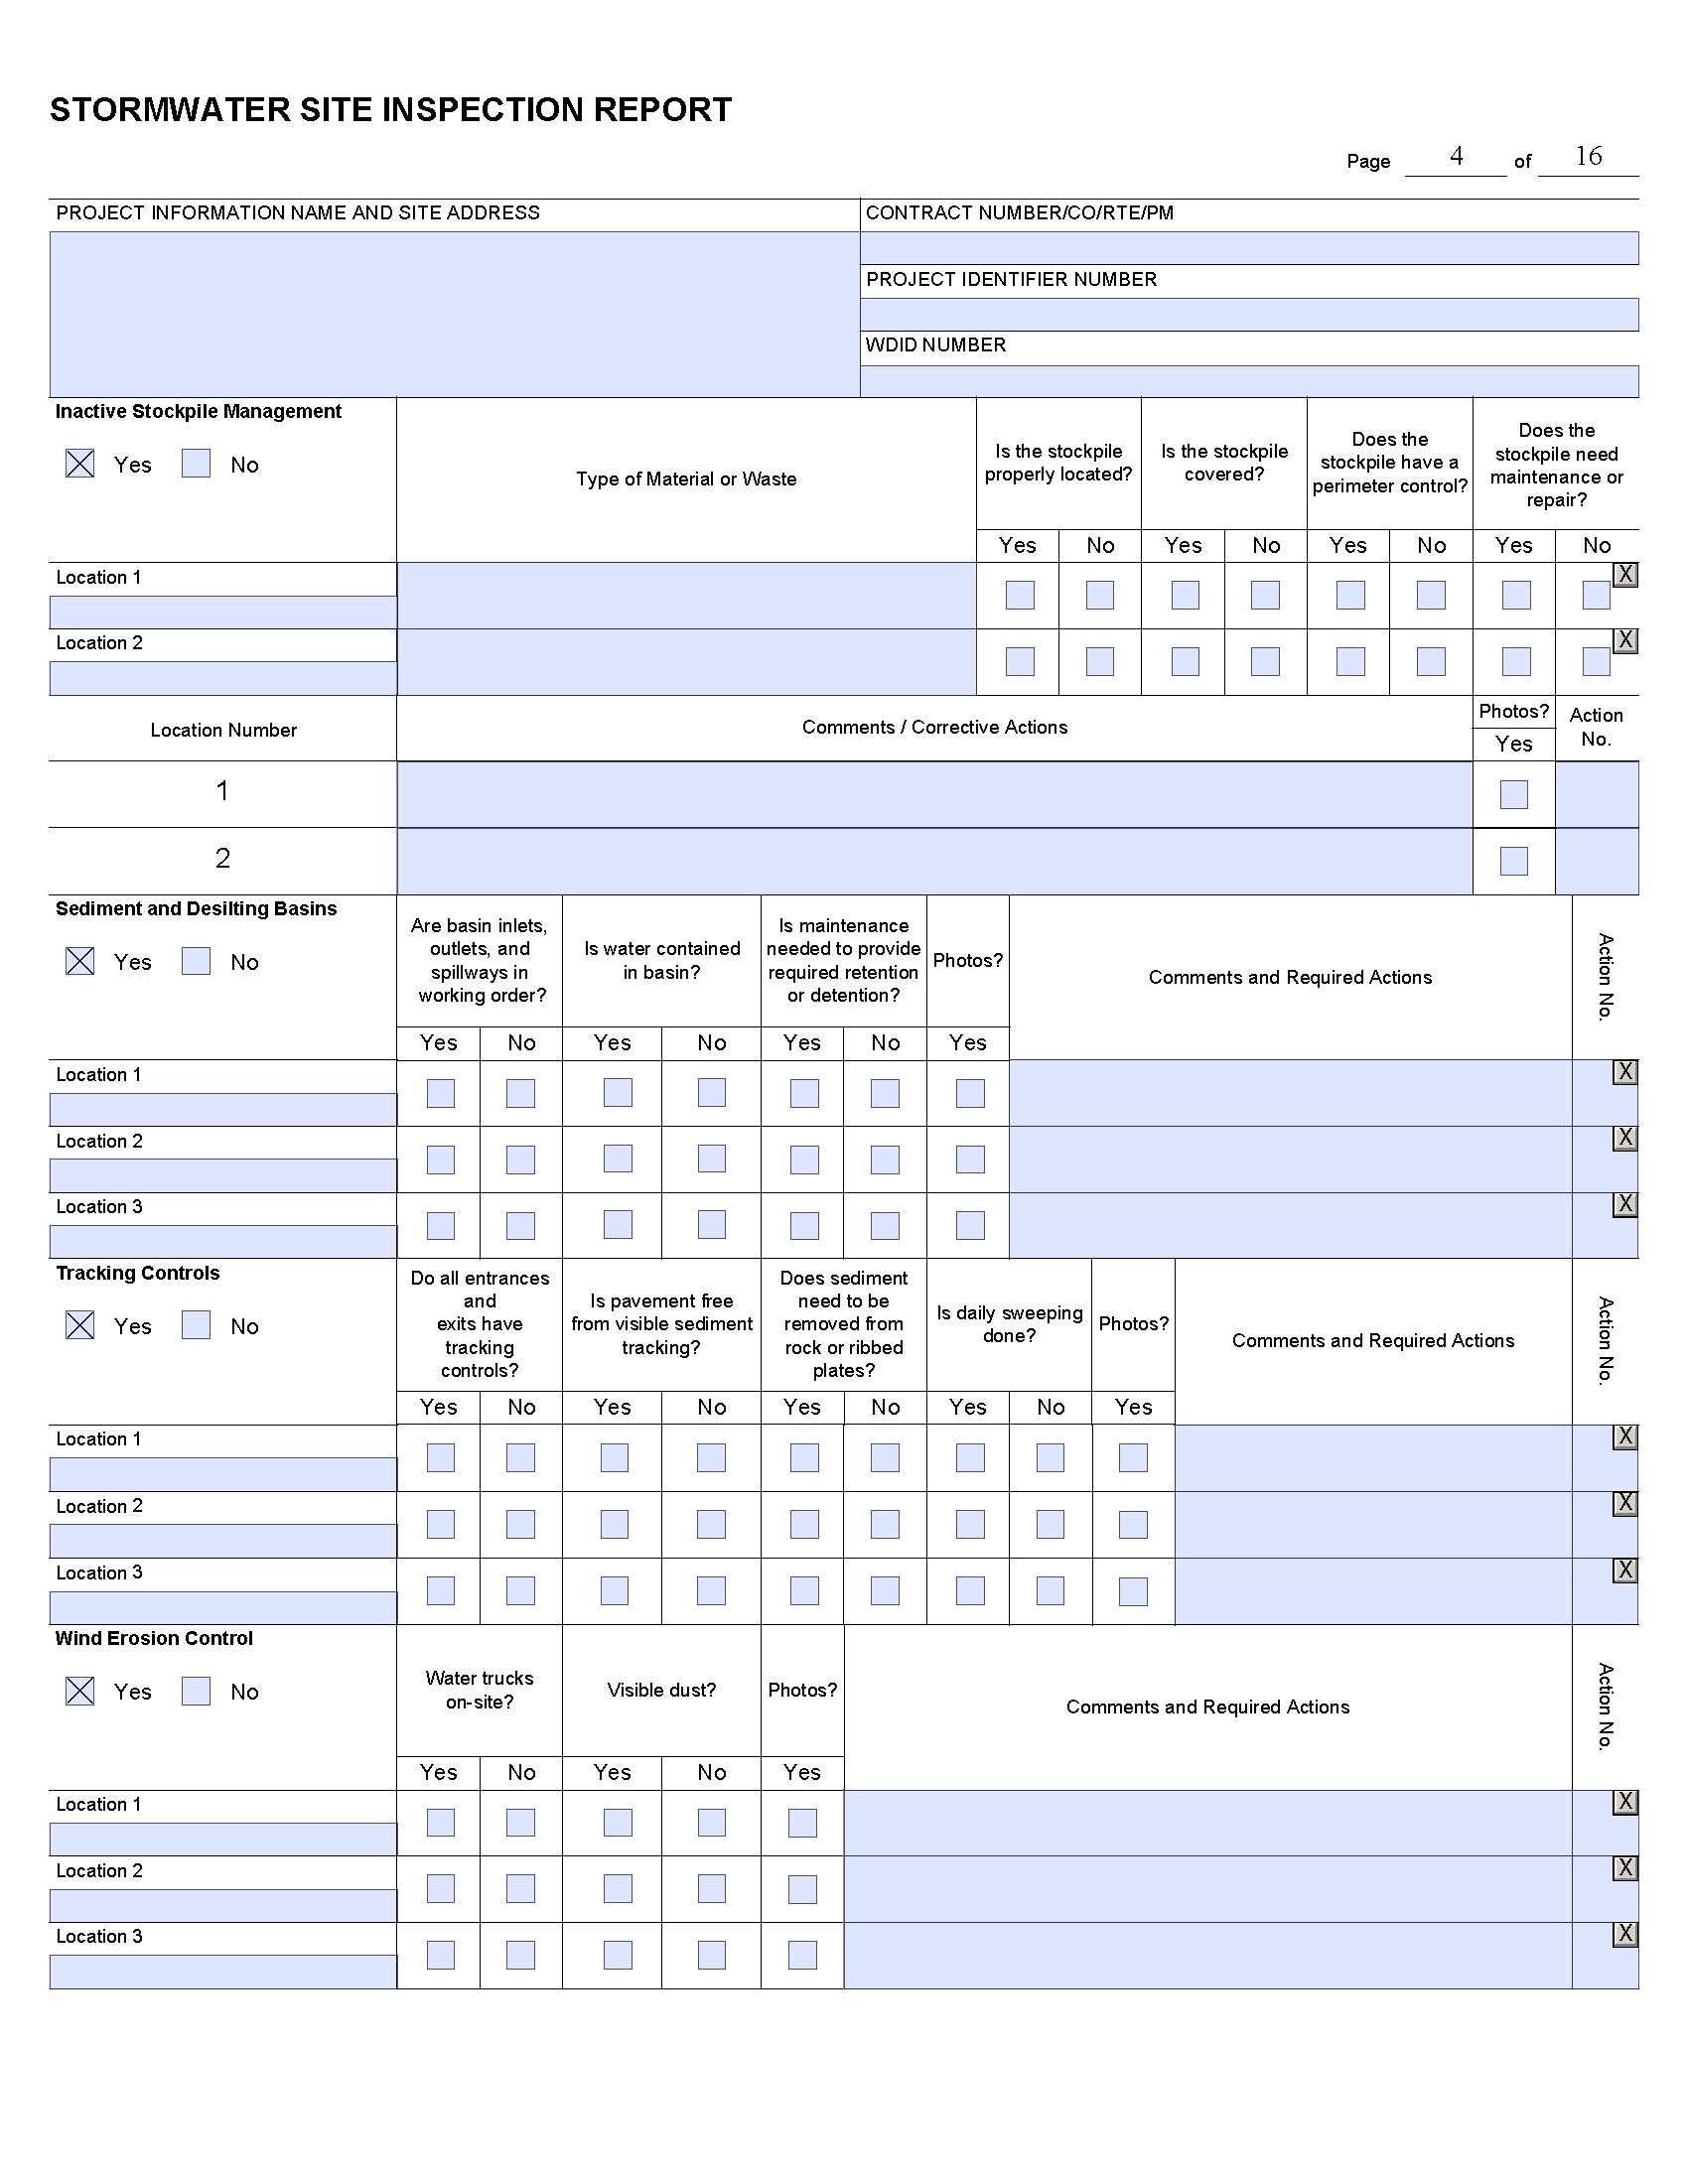 STORMWATER SITE INSPECTION REPORT
Page 4 of 16
PROJECT INFORMATION NAME AND SITE ADDRESS
CONTRACT NUMBER/CO/RTE/PM
PROJECT IDENTIFIER NUMBER
WDID NUMBER
Inactive Stockpile Management
Yes No
Type of Material or Waste
Is the stockpile
properly located?
Is the stockpile
covered?
Does the
stockpile have a
perimeter control?
Does the
stockpile need
maintenance or
repair?
Yes No Yes No Yes No Yes No
Location 1
X
Location 2
X
Location Number
Comments / Corrective Actions
Photos?
Yes
Action
No.
1
2
Sediment and Desilting Basins
Yes No
Are basin inlets,
outlets, and
spillways in
working order?
Is water contained
in basin?
Is maintenance
needed to provide
required retention
or detention?
Photos?
Comments and Required Actions
Action No.
Yes No Yes No Yes No Yes
Location 1
X
Location 2
X
Location 3
X
Tracking Controls
Yes No
Do all entrances
and
exits have
tracking
controls?
Is pavement free
from visible sediment
tracking?
Does sediment
need to be
removed from
rock or ribbed
plates?
Is daily sweeping
done?
Photos?
Comments and Required Actions
Action No.
Yes No Yes No Yes No Yes No Yes
Location 1
X
Location 2
X
Location 3
X
Wind Erosion Control
Yes No
Water trucks
on-site?
Visible dust?
Photos?
Comments and Required Actions
Action No.
Yes No Yes No Yes
Location 1
X
Location 2
X
Location 3
X